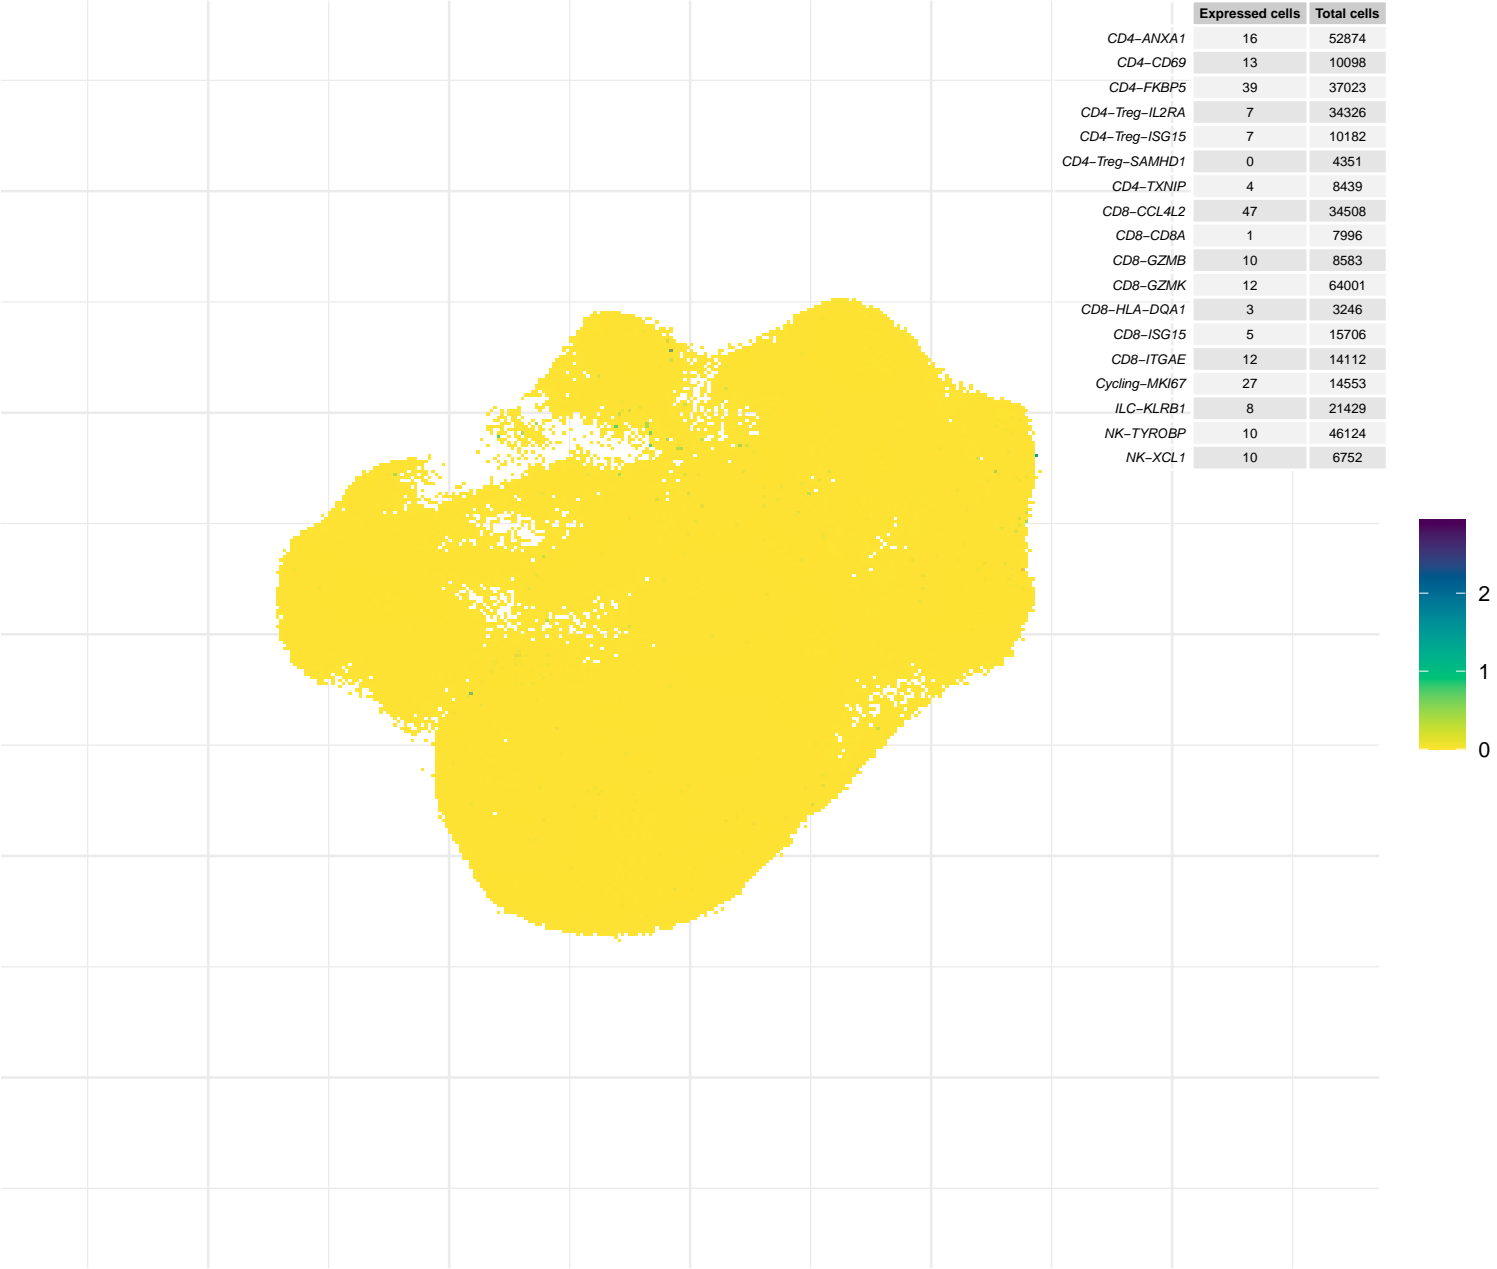 Expressed cells Total cells
CD4−ANXA1 16 52874
CD4−CD69 13 10098
CD4−FKBP5 39 37023
CD4−Treg−IL2RA 7 34326
CD4−Treg−ISG15 7 10182
CD4−Treg−SAMHD1 0 4351
CD4−TXNIP 4 8439
CD8−CCL4L2 47 34508
CD8−CD8A 1 7996
CD8−GZMB 10 8583
CD8−GZMK 12 64001
CD8−HLA−DQA1 3 3246
CD8−ISG15 5 15706
CD8−ITGAE 12 14112
Cycling−MKI67 27 14553
ILC−KLRB1 8 21429
NK−TYROBP 10 46124
NK−XCL1 10 6752
2
1
0